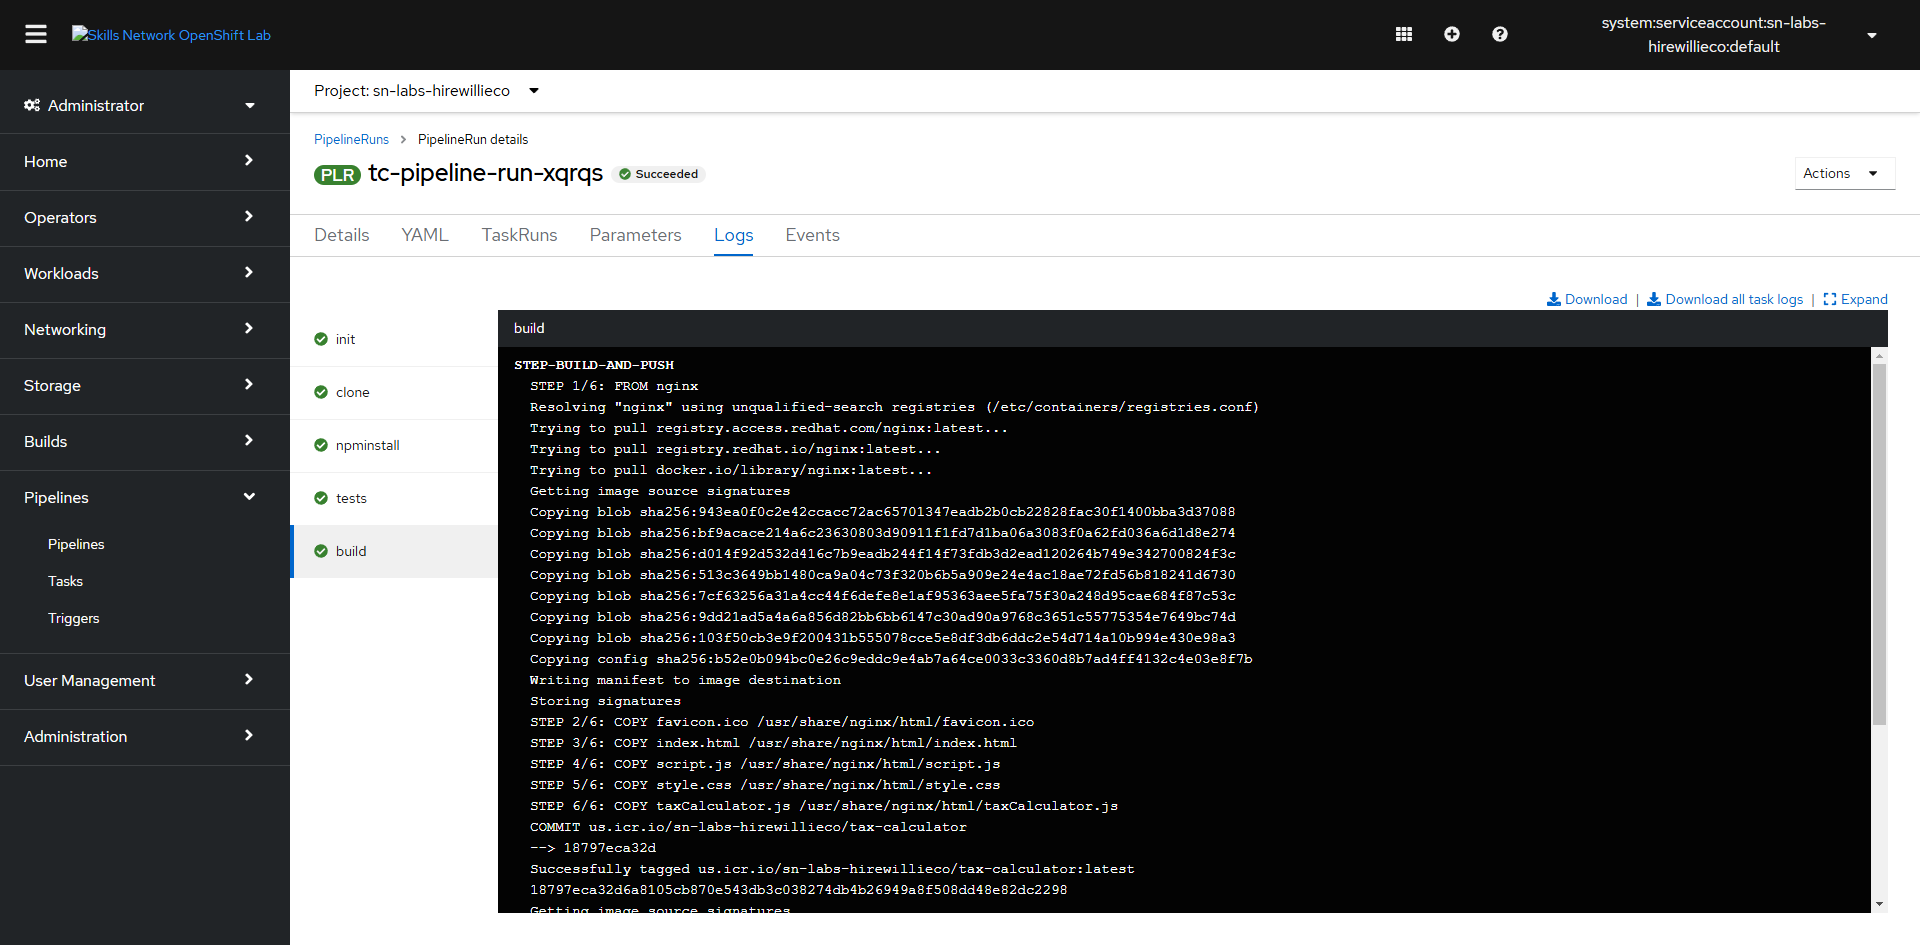 Skills Network OpenShift Lab
system:serviceaccount:sn-labs-
hirewillieco:default
Administrator
Home
Operators
Workloads
Networking
Storage
Builds
Pipelines
Pipelines
Tasks
Triggers
User Management
Administration
Project: sn-labs-hirewillieco
PipelineRuns > PipelineRun details
PLR tc-pipeline-run-xqrqs Succeeded
Actions
Details YAML TaskRuns Parameters Logs Events
Download | Download all task logs | Expand
init
clone
npminstall
tests
build
build
STEP-BUILD-AND-PUSH
STEP 1/6: FROM nginx
Resolving "nginx" using unqualified-search registries (/etc/containers/registries.conf)
Trying to pull registry.access.redhat.com/nginx:latest...
Trying to pull registry.redhat.io/nginx:latest...
Trying to pull docker.io/library/nginx:latest...
Getting image source signatures
Copying blob sha256:943ea0f0c2e42ccacc72ac65701347eadb2b0cb22828fac30f1400bba3d37088
Copying blob sha256:bf9acace214a6c23630803d90911f1fd7d1ba06a3083f0a62fd036a6d1d8e274
Copying blob sha256:d014f92d532d416c7b9eadb244f14f73fdb3d2ead120264b749e342700824f3c
Copying blob sha256:513c3649bb1480ca9a04c73f320b6b5a909e24e4ac18ae72fd56b818241d6730
Copying blob sha256:7cf63256a31a4cc44f6defe8e1af95363aee5fa75f30a248d95cae684f87c53c
Copying blob sha256:9dd21ad5a4a6a856d82bb6bb6147c30ad90a9768c3651c55775354e7649bc74d
Copying blob sha256:103f50cb3e9f200431b555078cce5e8df3db6ddc2e54d714a10b994e430e98a3
Copying config sha256:b52e0b094bc0e26c9eddc9e4ab7a64ce0033c3360d8b7ad4ff4132c4e03e8f7b
Writing manifest to image destination
Storing signatures
STEP 2/6: COPY favicon.ico /usr/share/nginx/html/favicon.ico
STEP 3/6: COPY index.html /usr/share/nginx/html/index.html
STEP 4/6: COPY script.js /usr/share/nginx/html/script.js
STEP 5/6: COPY style.css /usr/share/nginx/html/style.css
STEP 6/6: COPY taxCalculator.js /usr/share/nginx/html/taxCalculator.js
COMMIT us.icr.io/sn-labs-hirewillieco/tax-calculator
--> 18797eca32d
Successfully tagged us.icr.io/sn-labs-hirewillieco/tax-calculator:latest
18797eca32d6a8105cb870e543db3c038274db4b26949a8f508dd48e82dc2298
Getting image source signatures